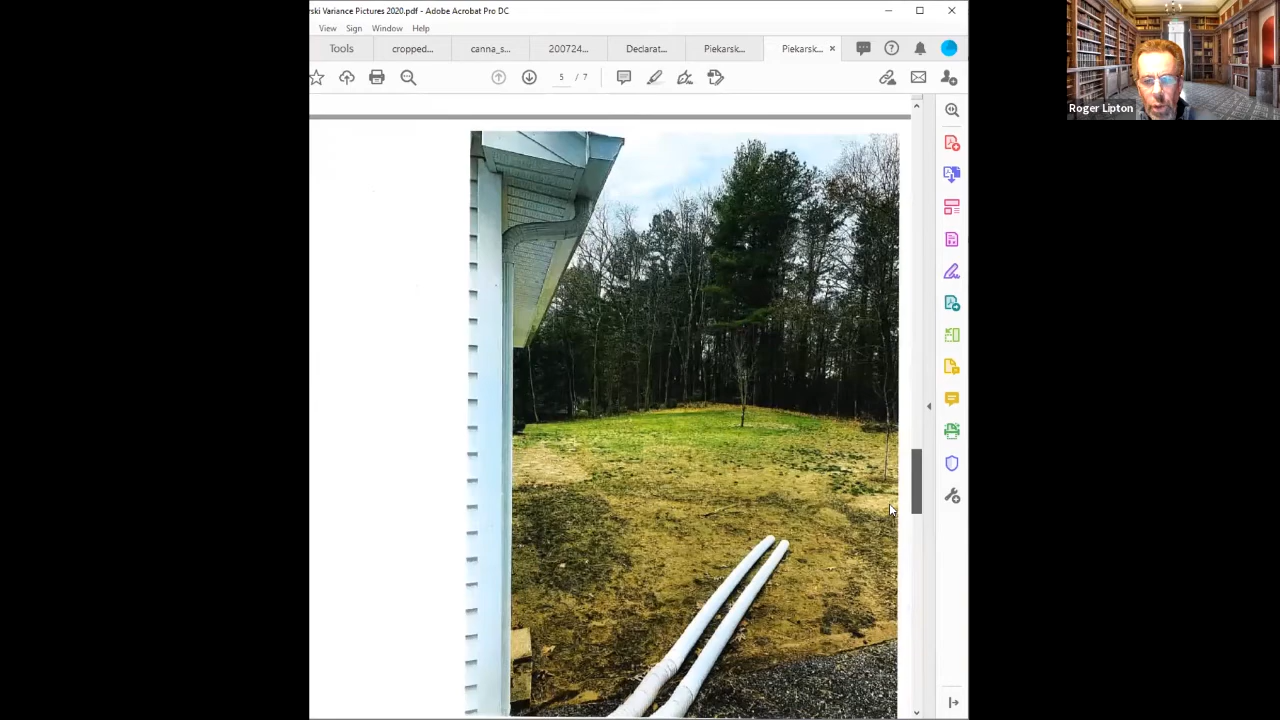 rski Variance Pictures 2020.pdf - Adobe Acrobat Pro DC
View Sign Window Help
Tools cropped... canna_s... 200724... Declarat... Piekarsk... Piekarsk...
5 / 7
Roger Lipton